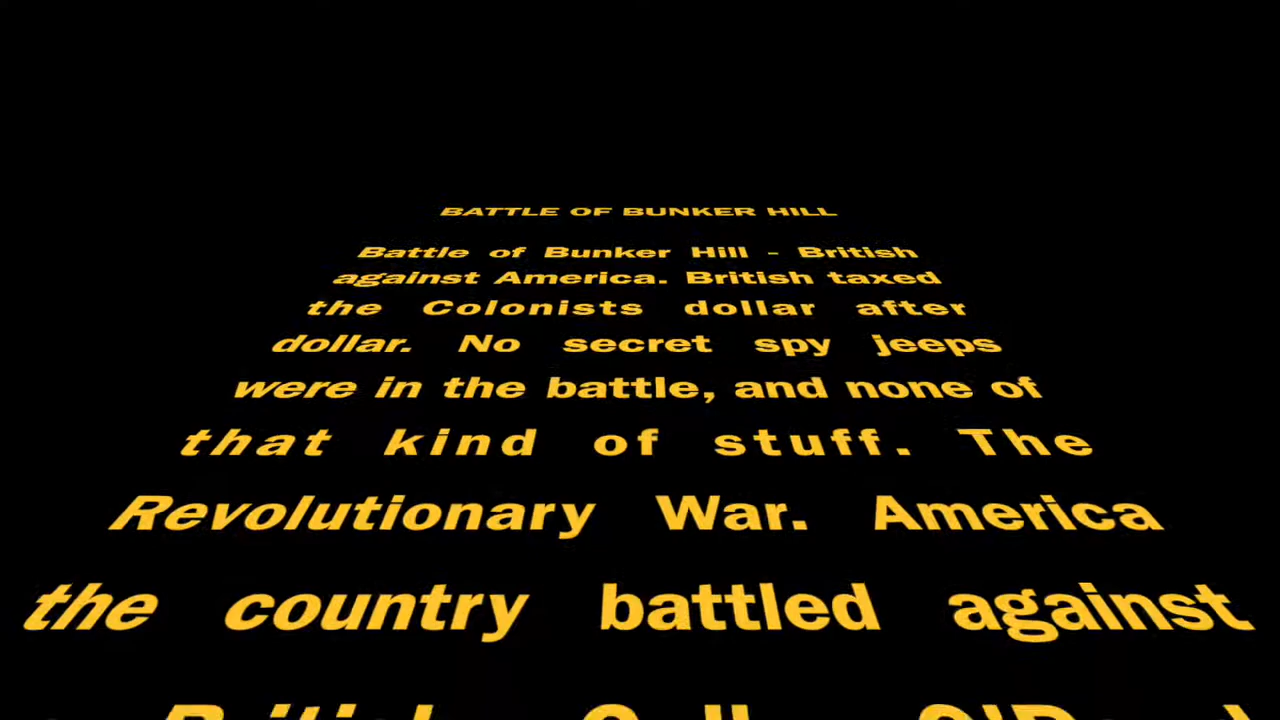 BATTLE OF BUNKER HILL
Battle of Bunker Hill - British
against America. British taxed
the Colonists dollar after
dollar. No secret spy jeeps
were in the battle, and none of
that kind of stuff. The
Revolutionary War. America
the country battled against
British